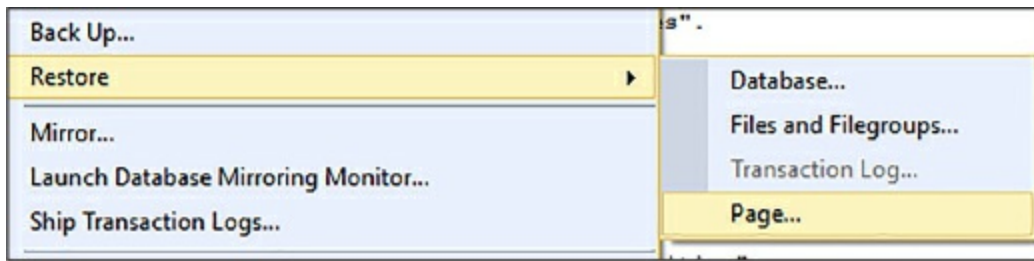 Back Up...
Restore
Mirror...
Launch Database Mirroring Monitor...
Ship Transaction Logs...
s".
Database...
Files and Filegroups...
Transaction Log...
Page...